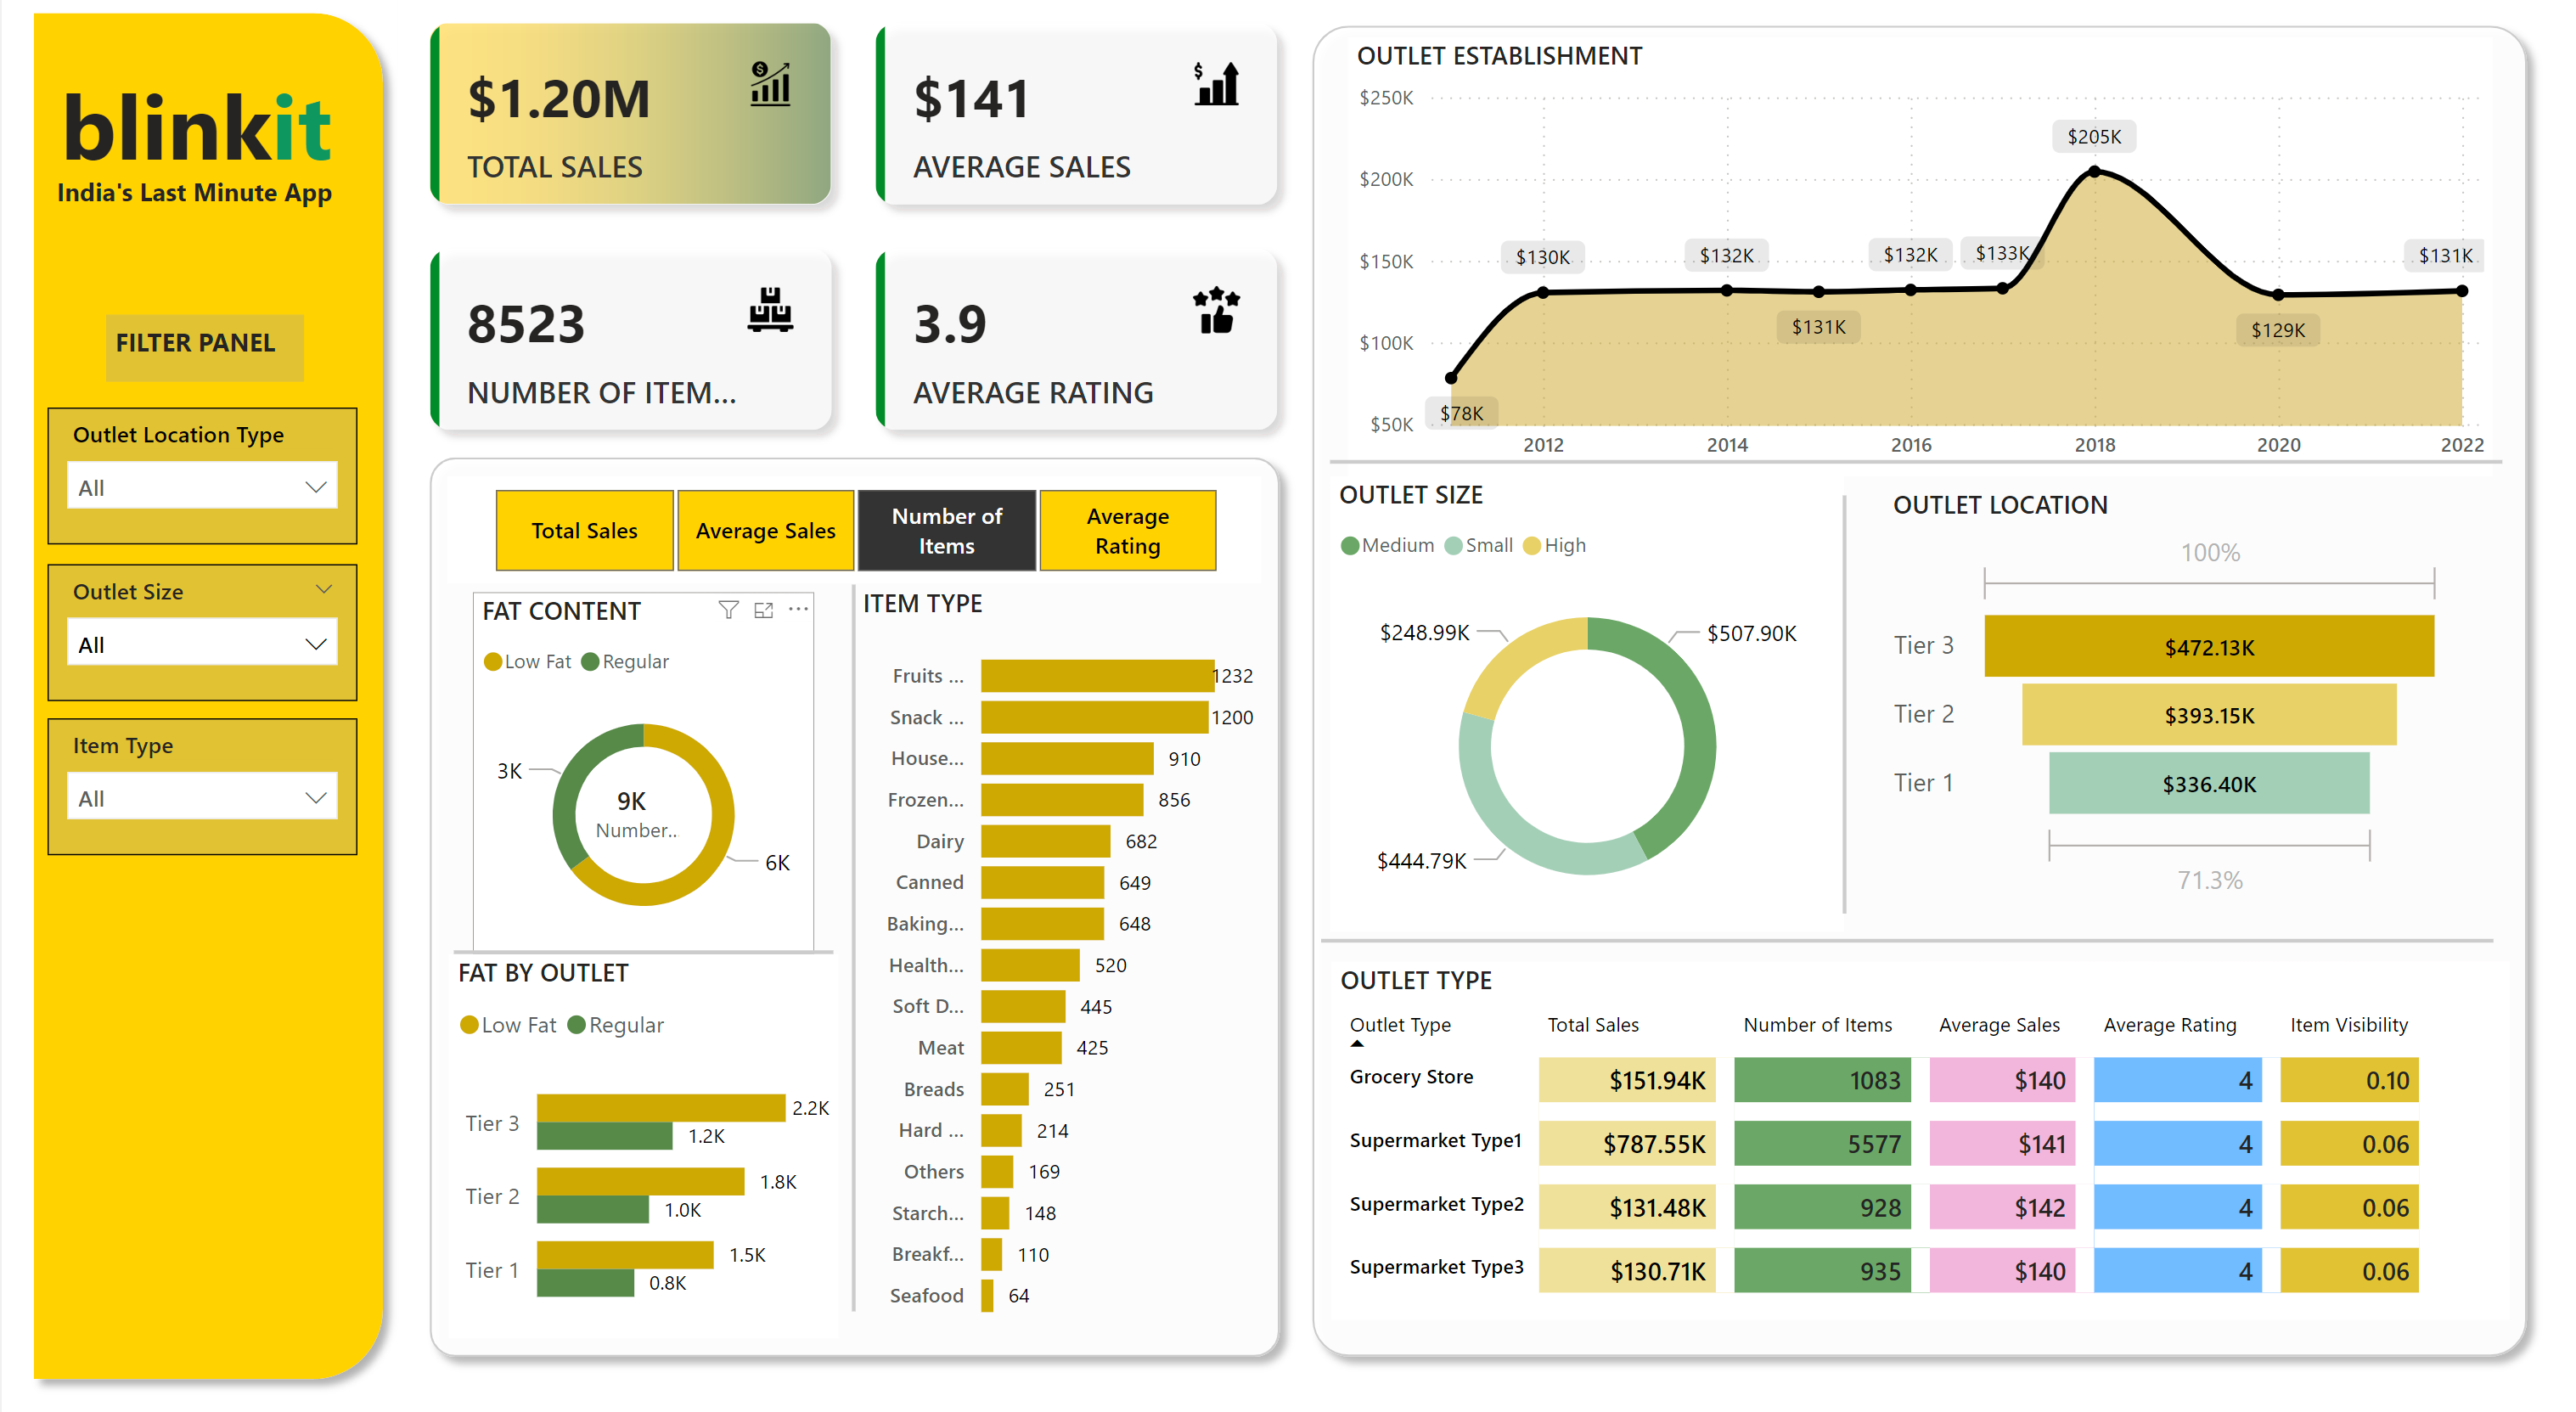 blinkit
India's Last Minute App
FILTER PANEL
Outlet Location Type
All
Outlet Size
All
Item Type
All
$1.20M
TOTAL SALES
$141
AVERAGE SALES
8523
NUMBER OF ITEM...
3.9
AVERAGE RATING
Total Sales
Average Sales
Number of
Items
Average
Rating
FAT CONTENT
Low Fat Regular
3K
9K
Number..
6K
FAT BY OUTLET
Low Fat Regular
Tier 3 2.2K
1.2K
Tier 2 1.8K
1.0K
Tier 1 1.5K
0.8K
ITEM TYPE
Fruits ... 1232
Snack ... 1200
House... 910
Frozen... 856
Dairy 682
Canned 649
Baking... 648
Health... 520
Soft D... 445
Meat 425
Breads 251
Hard ... 214
Others 169
Starch... 148
Breakf... 110
Seafood 64
OUTLET ESTABLISHMENT
$250K
$200K
$150K
$100K
$50K
$78K
$130K
$132K
$131K
$132K
$133K
$205K
$129K
$131K
2012 2014 2016 2018 2020 2022
OUTLET SIZE
Medium Small High
$248.99K
$507.90K
$444.79K
OUTLET LOCATION
100%
Tier 3 $472.13K
Tier 2 $393.15K
Tier 1 $336.40K
71.3%
OUTLET TYPE
Outlet Type Total Sales Number of Items Average Sales Average Rating Item Visibility
Grocery Store $151.94K 1083 $140 4 0.10
Supermarket Type1 $787.55K 5577 $141 4 0.06
Supermarket Type2 $131.48K 928 $142 4 0.06
Supermarket Type3 $130.71K 935 $140 4 0.06